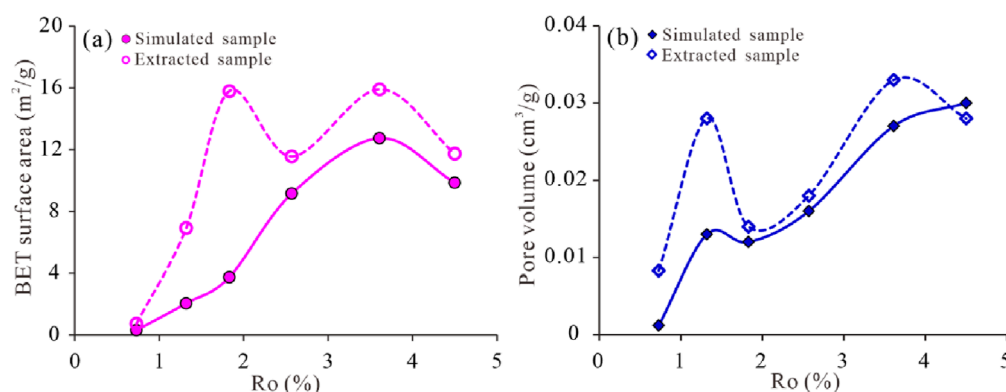 (a)
Simulated sample
Extracted sample
BET surface area (m²/g)
20
16
12
8
4
0
0 1 2 3 4 5
Ro (%)
(b)
Simulated sample
Extracted sample
Pore volume (cm³/g)
0.04
0.03
0.02
0.01
0
0 1 2 3 4 5
Ro (%)